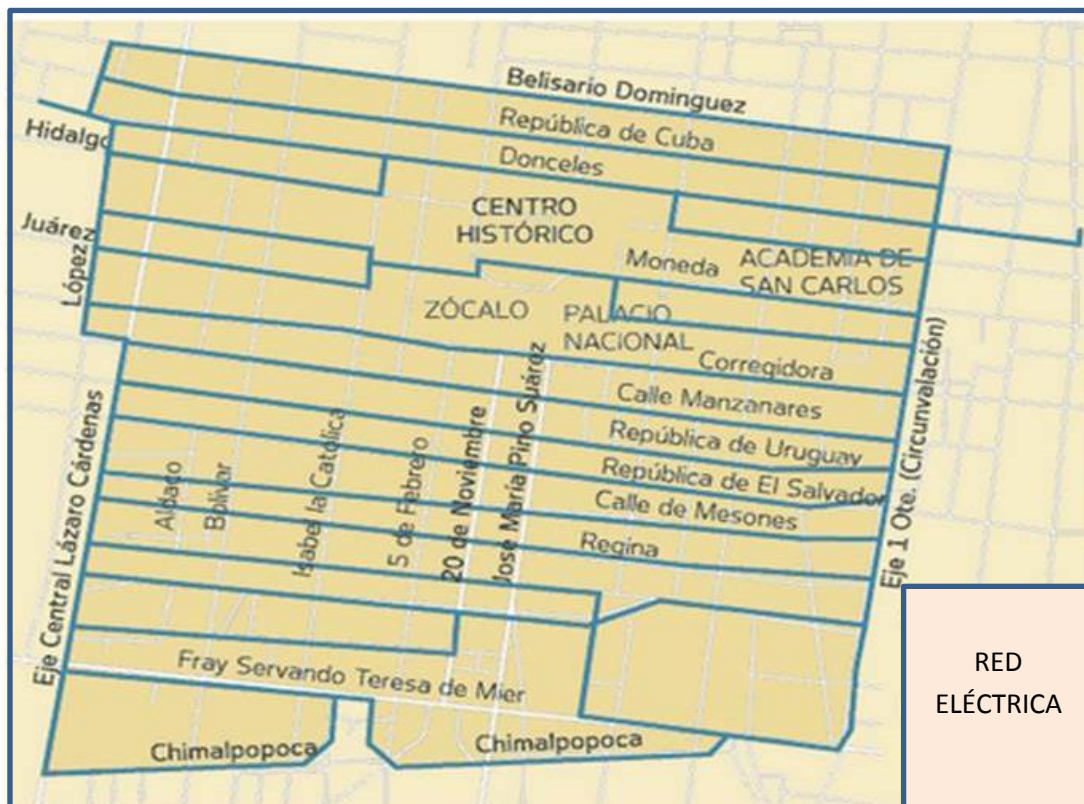 Belisario Dominguez
República de Cuba
Hidalgo
Donceles
CENTRO
HISTÓRICO
Juárez
López
Moneda
ACADEMIA DE
SAN CARLOS
ZÓCALO
PALACIO
NACIONAL
Corregidora
Eje 1 Ote. (Circunvalación)
Calle Manzanares
República de Uruguay
República de El Salvador
Calle de Mesones
Regina
Eje Central Lázaro Cárdenas
Aldaco
Bolívar
Isabel la Católica
5 de Febrero
20 de Noviembre
José María Pino Suárez
Fray Servando Teresa de Mier
Chimalpopoca
Chimalpopoca
RED
ELÉCTRICA